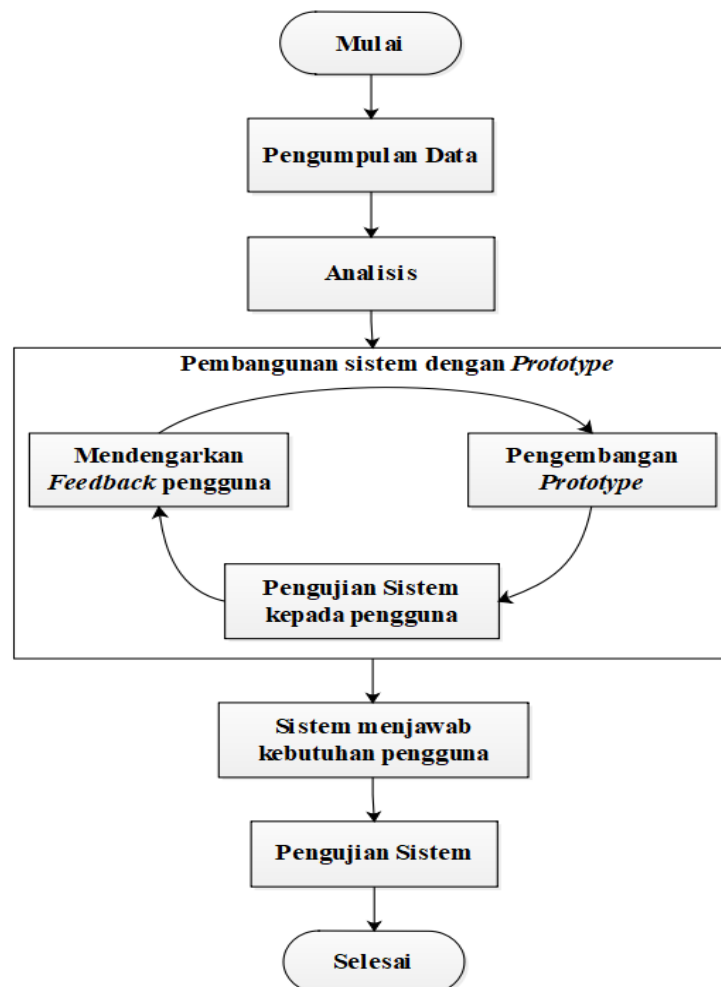 Mulai
Pengumpulan Data
Analisis
Pembangunan sistem dengan Prototype
Mendengarkan
Feedback pengguna
Pengembangan
Prototype
Pengujian Sistem
kepada pengguna
Sistem menjawab
kebutuhan pengguna
Pengujian Sistem
Selesai